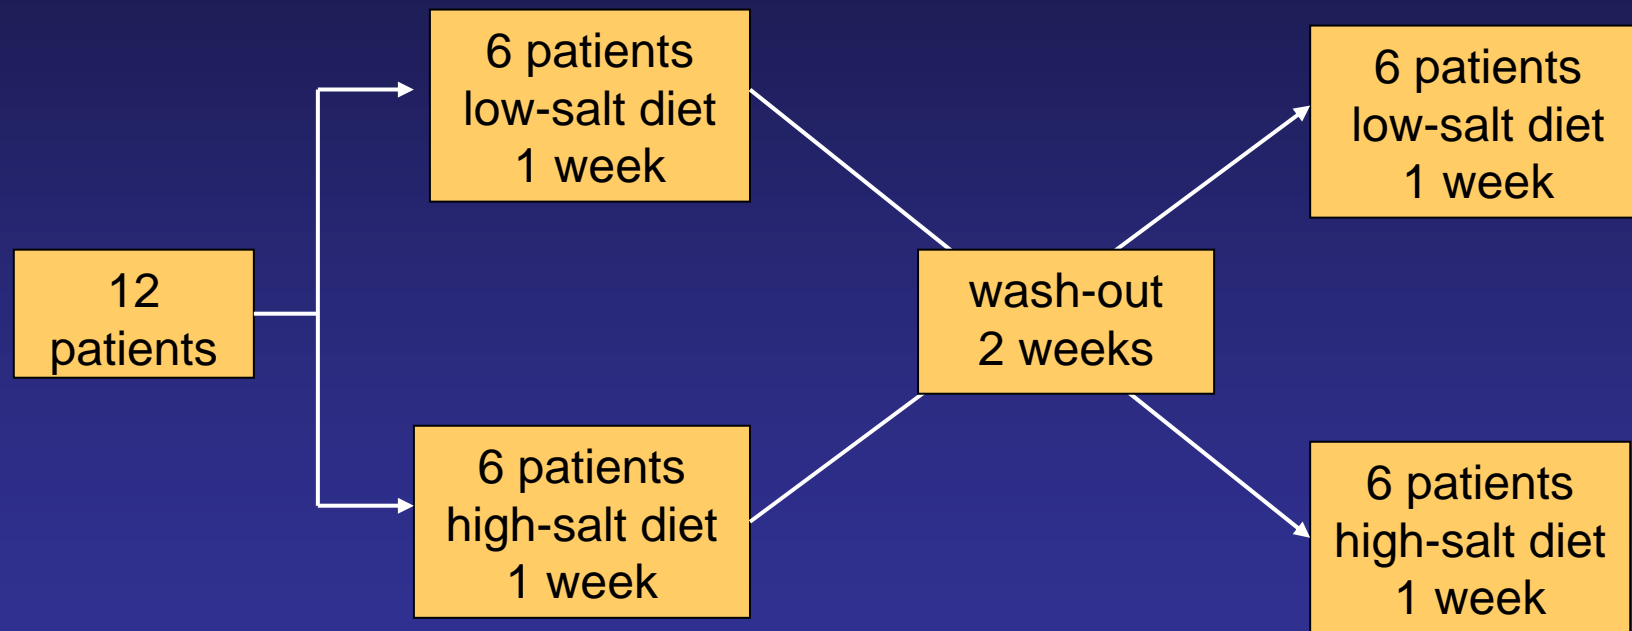 12
patients
6 patients
low-salt diet
1 week
6 patients
high-salt diet
1 week
wash-out
2 weeks
6 patients
low-salt diet
1 week
6 patients
high-salt diet
1 week